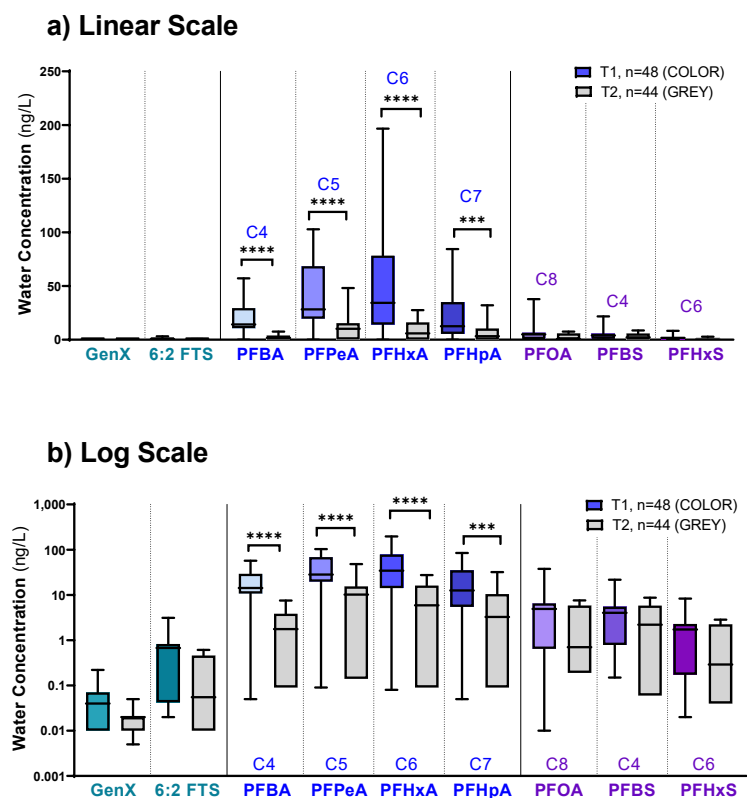 a) Linear Scale
Water Concentration (ng/L)
250
200
150
100
50
0
T1, n=48 (COLOR)
T2, n=44 (GREY)
C4
****
C5
****
C6
****
C7
***
C8
C4
C6
GenX 6:2 FTS PFBA PFPeA PFHxA PFHpA PFOA PFBS PFHxS
b) Log Scale
Water Concentration (ng/L)
1,000
100
10
1
0.1
0.01
0.001
T1, n=48 (COLOR)
T2, n=44 (GREY)
**** **** **** ***
C4 C5 C6 C7 C8 C4 C6
GenX 6:2 FTS PFBA PFPeA PFHxA PFHpA PFOA PFBS PFHxS